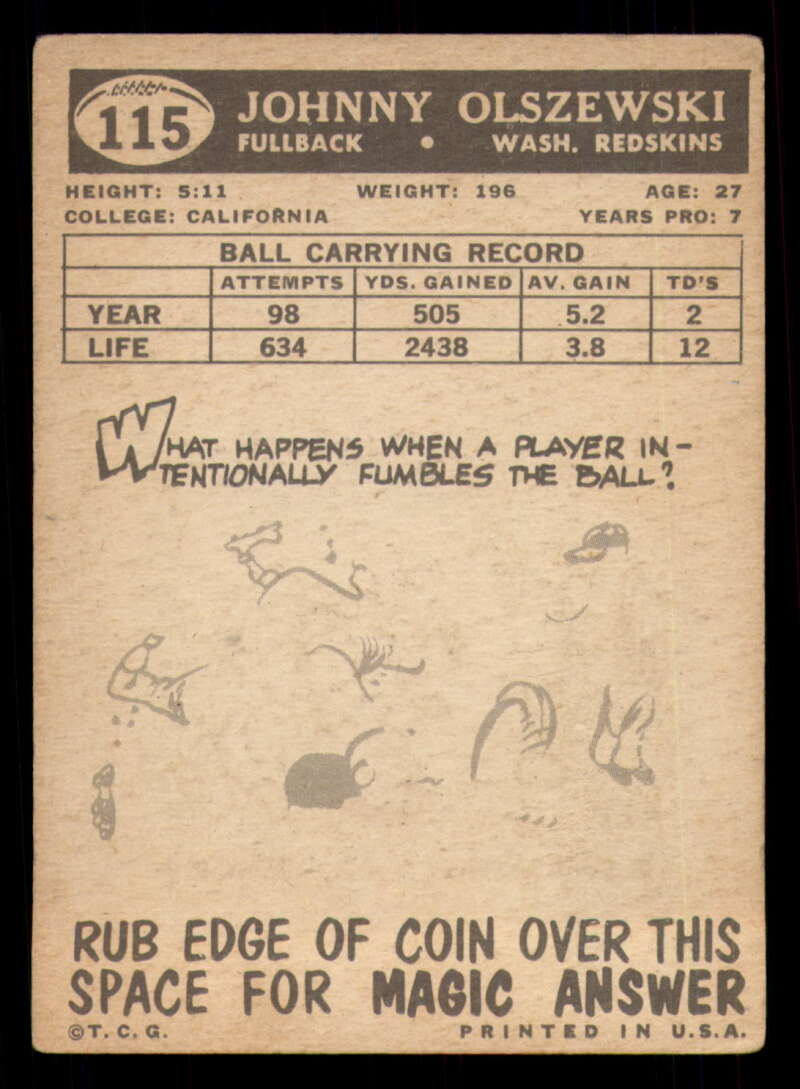 115
JOHNNY OLSZEWSKI
FULLBACK • WASH. REDSKINS
HEIGHT: 5:11 WEIGHT: 196 AGE: 27
COLLEGE: CALIFORNIA YEARS PRO: 7
BALL CARRYING RECORD
ATTEMPTS YDS. GAINED AV. GAIN TD'S
YEAR 98 505 5.2 2
LIFE 634 2438 3.8 12
WHAT HAPPENS WHEN A PLAYER IN-
TENTIONALLY FUMBLES THE BALL?
RUB EDGE OF COIN OVER THIS
SPACE FOR MAGIC ANSWER
©T.C.G. PRINTED IN U.S.A.